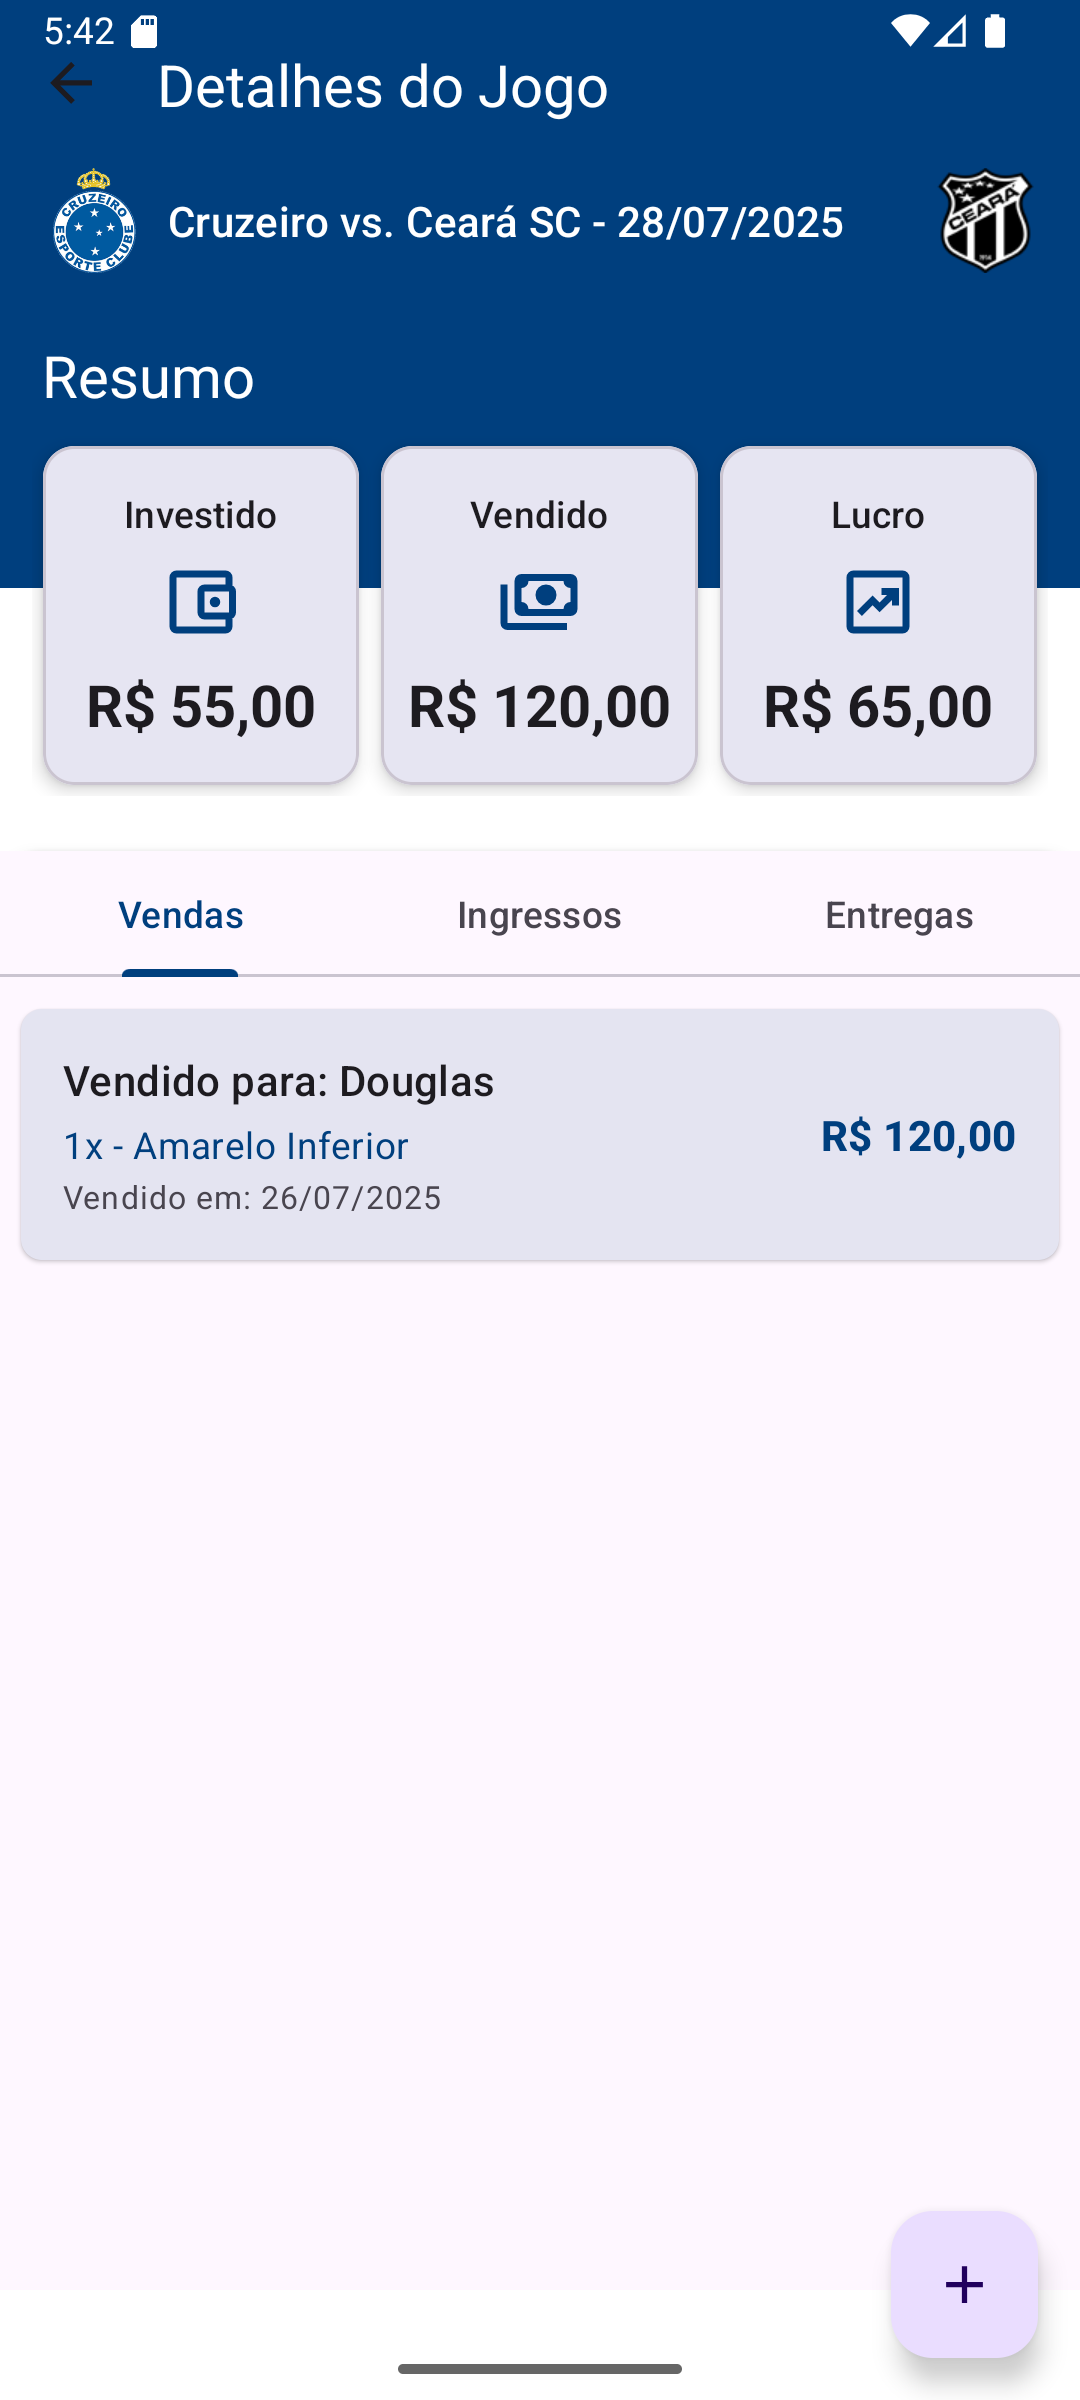 5:42
Detalhes do Jogo
CRUZEIRO
ESPORTE CLUBE
Cruzeiro vs. Ceará SC - 28/07/2025
CEARÁ
1914
Resumo
Investido
Vendido
Lucro
R$ 55,00
R$ 120,00
R$ 65,00
Vendas
Ingressos
Entregas
Vendido para: Douglas
1x - Amarelo Inferior
R$ 120,00
Vendido em: 26/07/2025